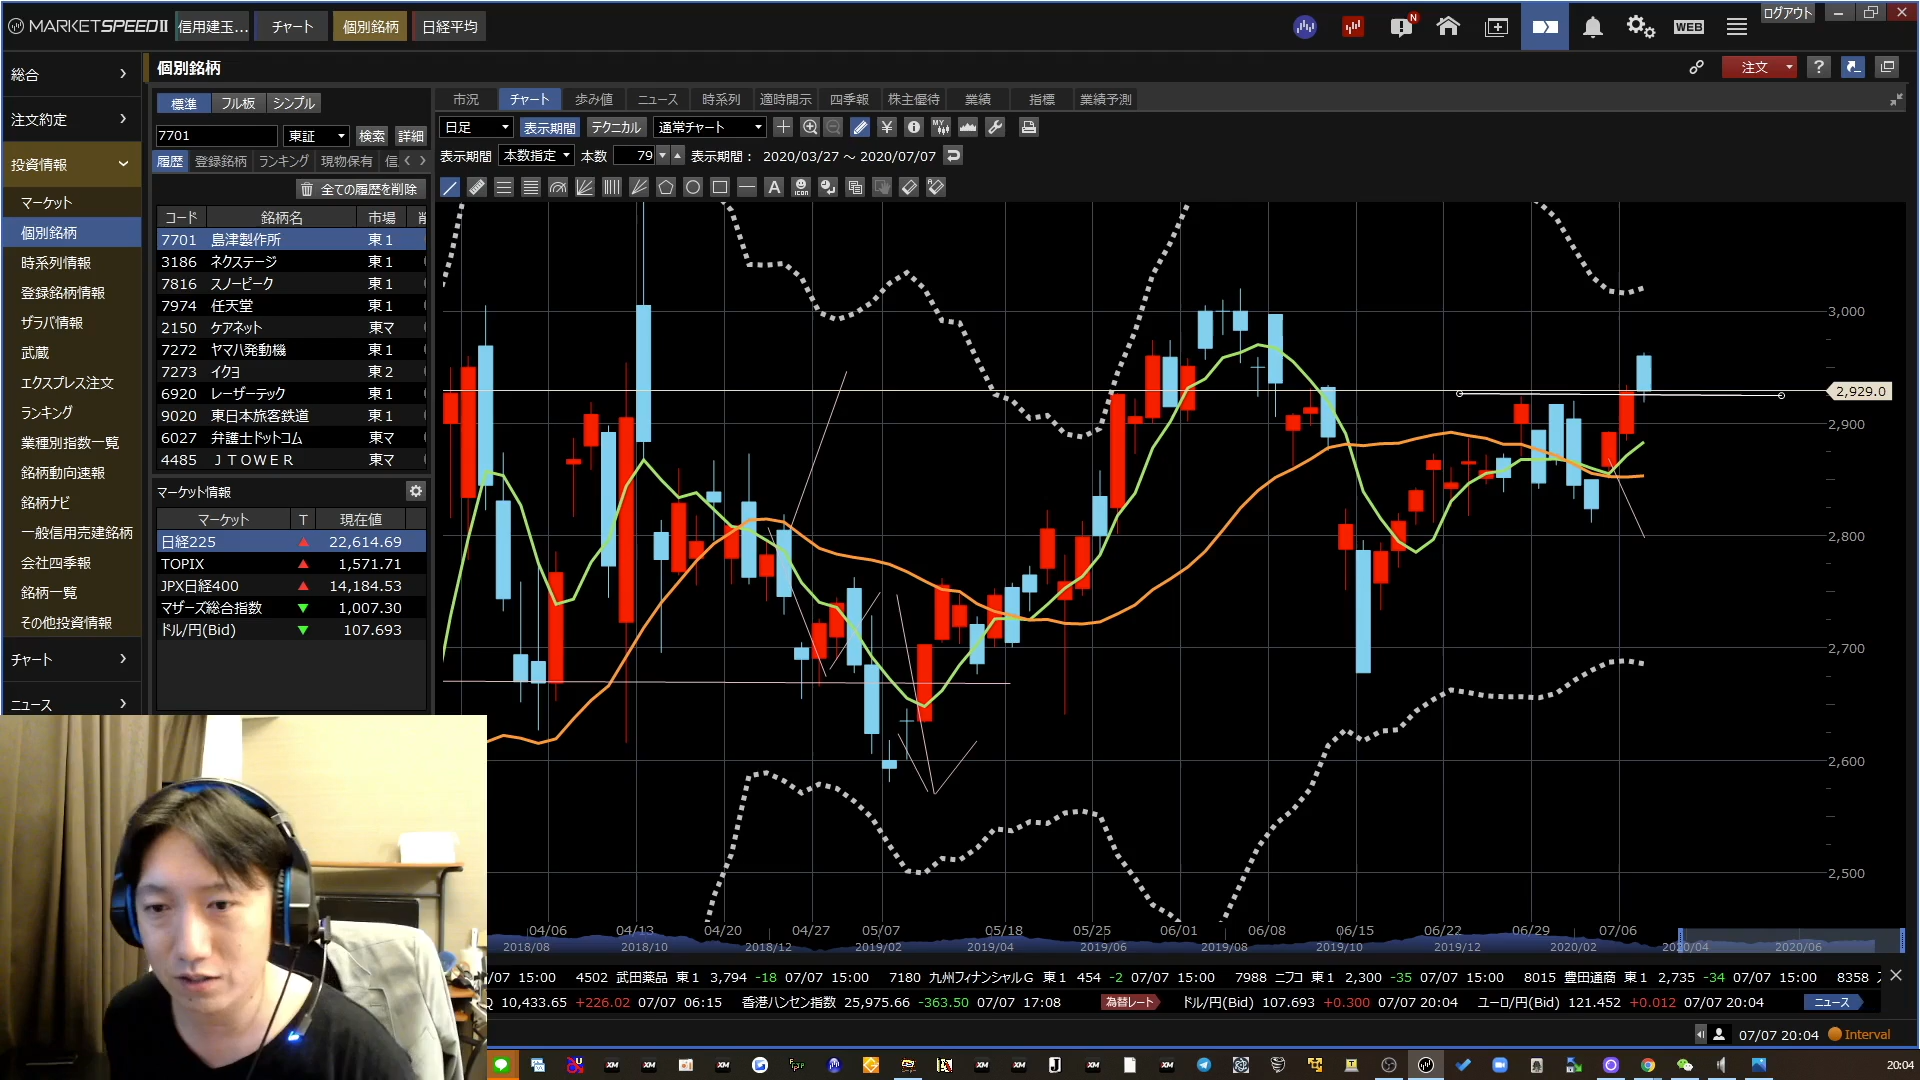 MARKETSPEEDⅡ 信用建玉... チャート 個別銘柄 日経平均
N WEB ログアウト
総合
注文約定
投資情報
マーケット
個別銘柄
時系列情報
登録銘柄情報
ザラバ情報
武蔵
エクスプレス注文
ランキング
業種別指数一覧
銘柄動向速報
銘柄ナビ
一般信用売建銘柄
会社四季報
銘柄一覧
その他投資情報
チャート
ニュース
個別銘柄
注文 ?
標準 フル板 シンプル
7701 東証 検索 詳細
履歴 登録銘柄 ランキング 現物保有 信
全ての履歴を削除
コード 銘柄名 市場
7701 島津製作所 東１
3186 ネクステージ 東１
7816 スノーピーク 東１
7974 任天堂 東１
2150 ケアネット 東マ
7272 ヤマハ発動機 東１
7273 イクヨ 東２
6920 レーザーテック 東１
9020 東日本旅客鉄道 東１
6027 弁護士ドットコム 東マ
4485 ＪＴＯＷＥＲ 東マ
マーケット情報
マーケット T 現在値
日経225 ▲ 22,614.69
TOPIX ▲ 1,571.71
JPX日経400 ▲ 14,184.53
マザーズ総合指数 ▼ 1,007.30
ドル/円(Bid) ▼ 107.693
市況 チャート 歩み値 ニュース 時系列 適時開示 四季報 株主優待 業績 指標 業績予測
日足 表示期間 テクニカル 通常チャート ¥ MY
表示期間 本数指定 本数 79 表示期間： 2020/03/27 ～ 2020/07/07
A ICON
3,000
2,929.0
2,900
2,800
2,700
2,600
2,500
04/06 04/13 04/20 04/27 05/07 05/18 05/25 06/01 06/08 06/15 06/22 06/29 07/06
2018/08 2018/10 2018/12 2019/02 2019/04 2019/06 2019/08 2019/10 2019/12 2020/02 2020/04 2020/06
/07 15:00 4502 武田薬品 東１ 3,794 -18 07/07 15:00 7180 九州フィナンシャルＧ 東１ 454 -2 07/07 15:00 7988 ニフコ 東１ 2,300 -35 07/07 15:00 8015 豊田通商 東１ 2,735 -34 07/07 15:00 8358
Q 10,433.65 +226.02 07/07 06:15 香港ハンセン指数 25,975.66 -363.50 07/07 17:08 為替レート ドル/円(Bid) 107.693 +0.300 07/07 20:04 ユーロ/円(Bid) 121.452 +0.012 07/07 20:04 ニュース
07/07 20:04 Interval
20:04